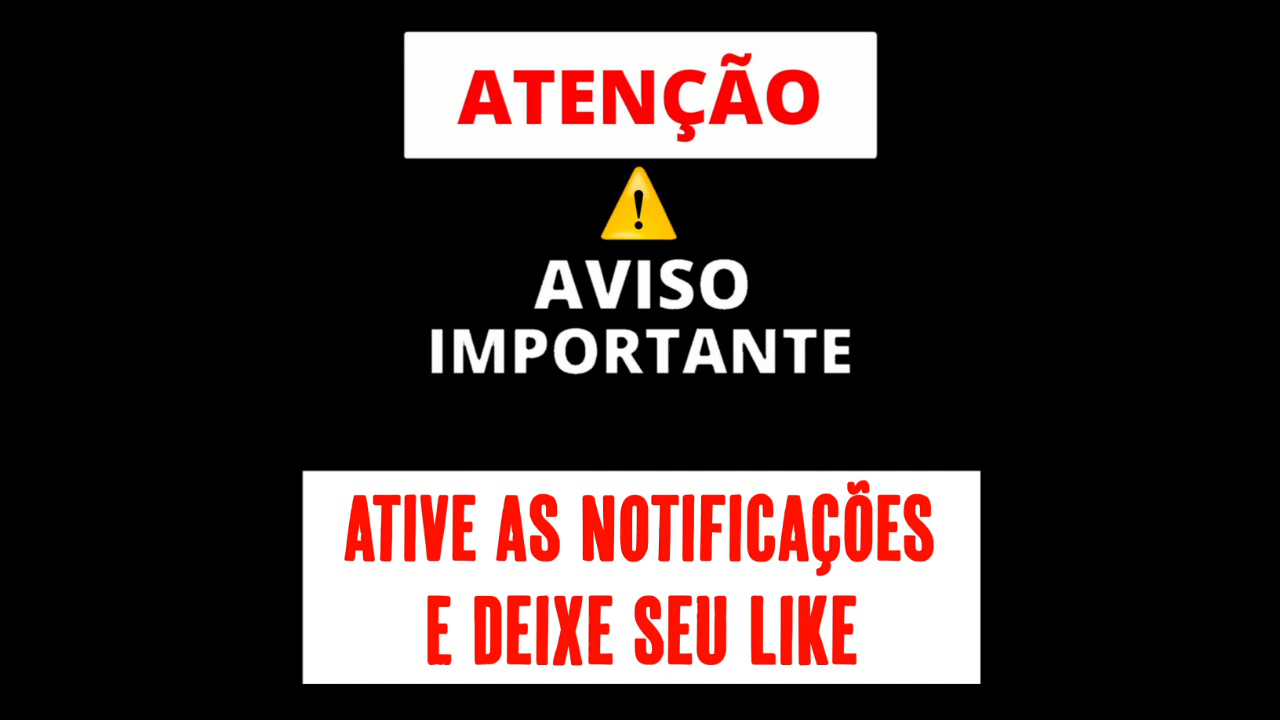 ATENÇÃO
AVISO
IMPORTANTE
ATIVE AS NOTIFICAÇÕES
E DEIXE SEU LIKE